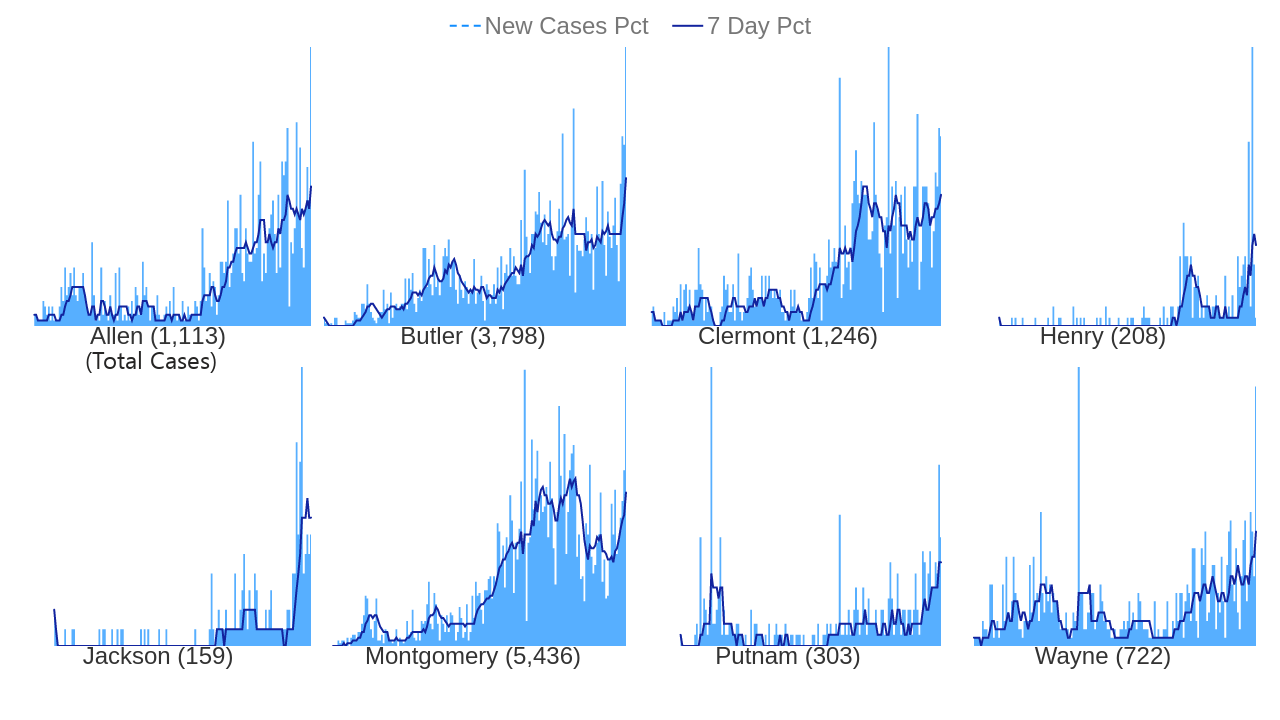 New Cases Pct 7 Day Pct
Allen (1,113) Butler (3,798) Clermont (1,246) Henry (208)
(Total Cases)
Jackson (159) Montgomery (5,436) Putnam (303) Wayne (722)